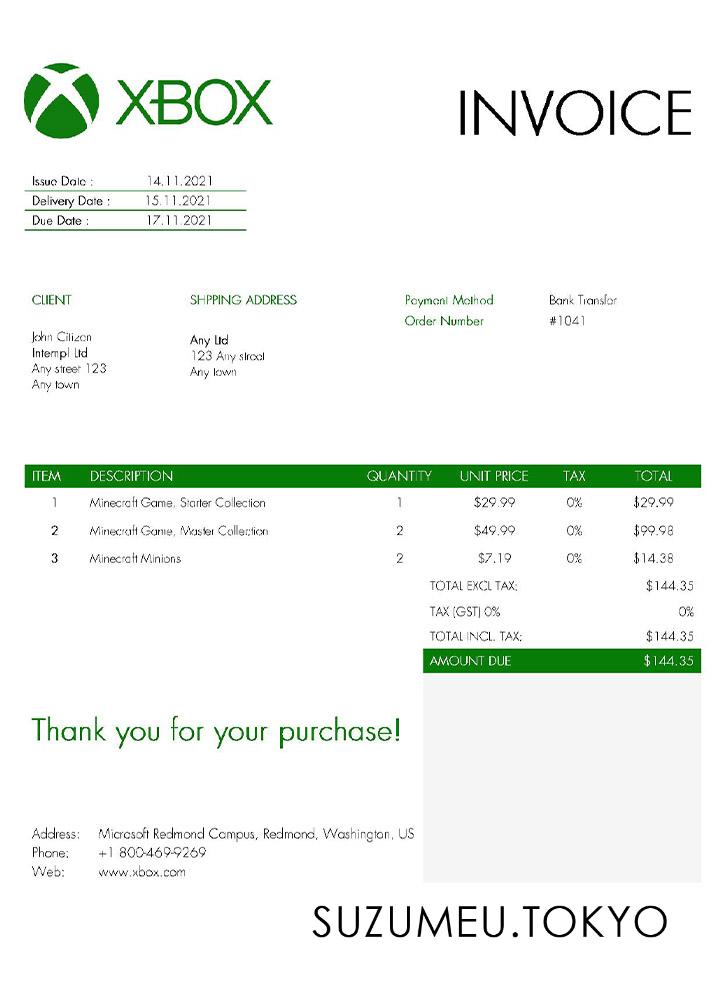 XBOX
INVOICE
Issue Date : 14.11.2021
Delivery Date : 15.11.2021
Due Date : 17.11.2021
CLIENT
John Citizen
Internpl Ltd
Any street 123
Any town
SHPPING ADDRESS
Any Ltd
123 Any street
Any town
Payment Method Bank Transfer
Order Number #1041
ITEM DESCRIPTION QUANTITY UNIT PRICE TAX TOTAL
1 Minecraft Game, Starter Collection 1 $29.99 0% $29.99
2 Minecraft Game, Master Collection 2 $49.99 0% $99.98
3 Minecraft Minions 2 $7.19 0% $14.38
TOTAL EXCL TAX: $144.35
TAX (GST) 0% 0%
TOTAL INCL. TAX: $144.35
AMOUNT DUE $144.35
Thank you for your purchase!
Address: Microsoft Redmond Campus, Redmond, Washington, US
Phone: +1 800-469-9269
Web: www.xbox.com
SUZUMEU.TOKYO